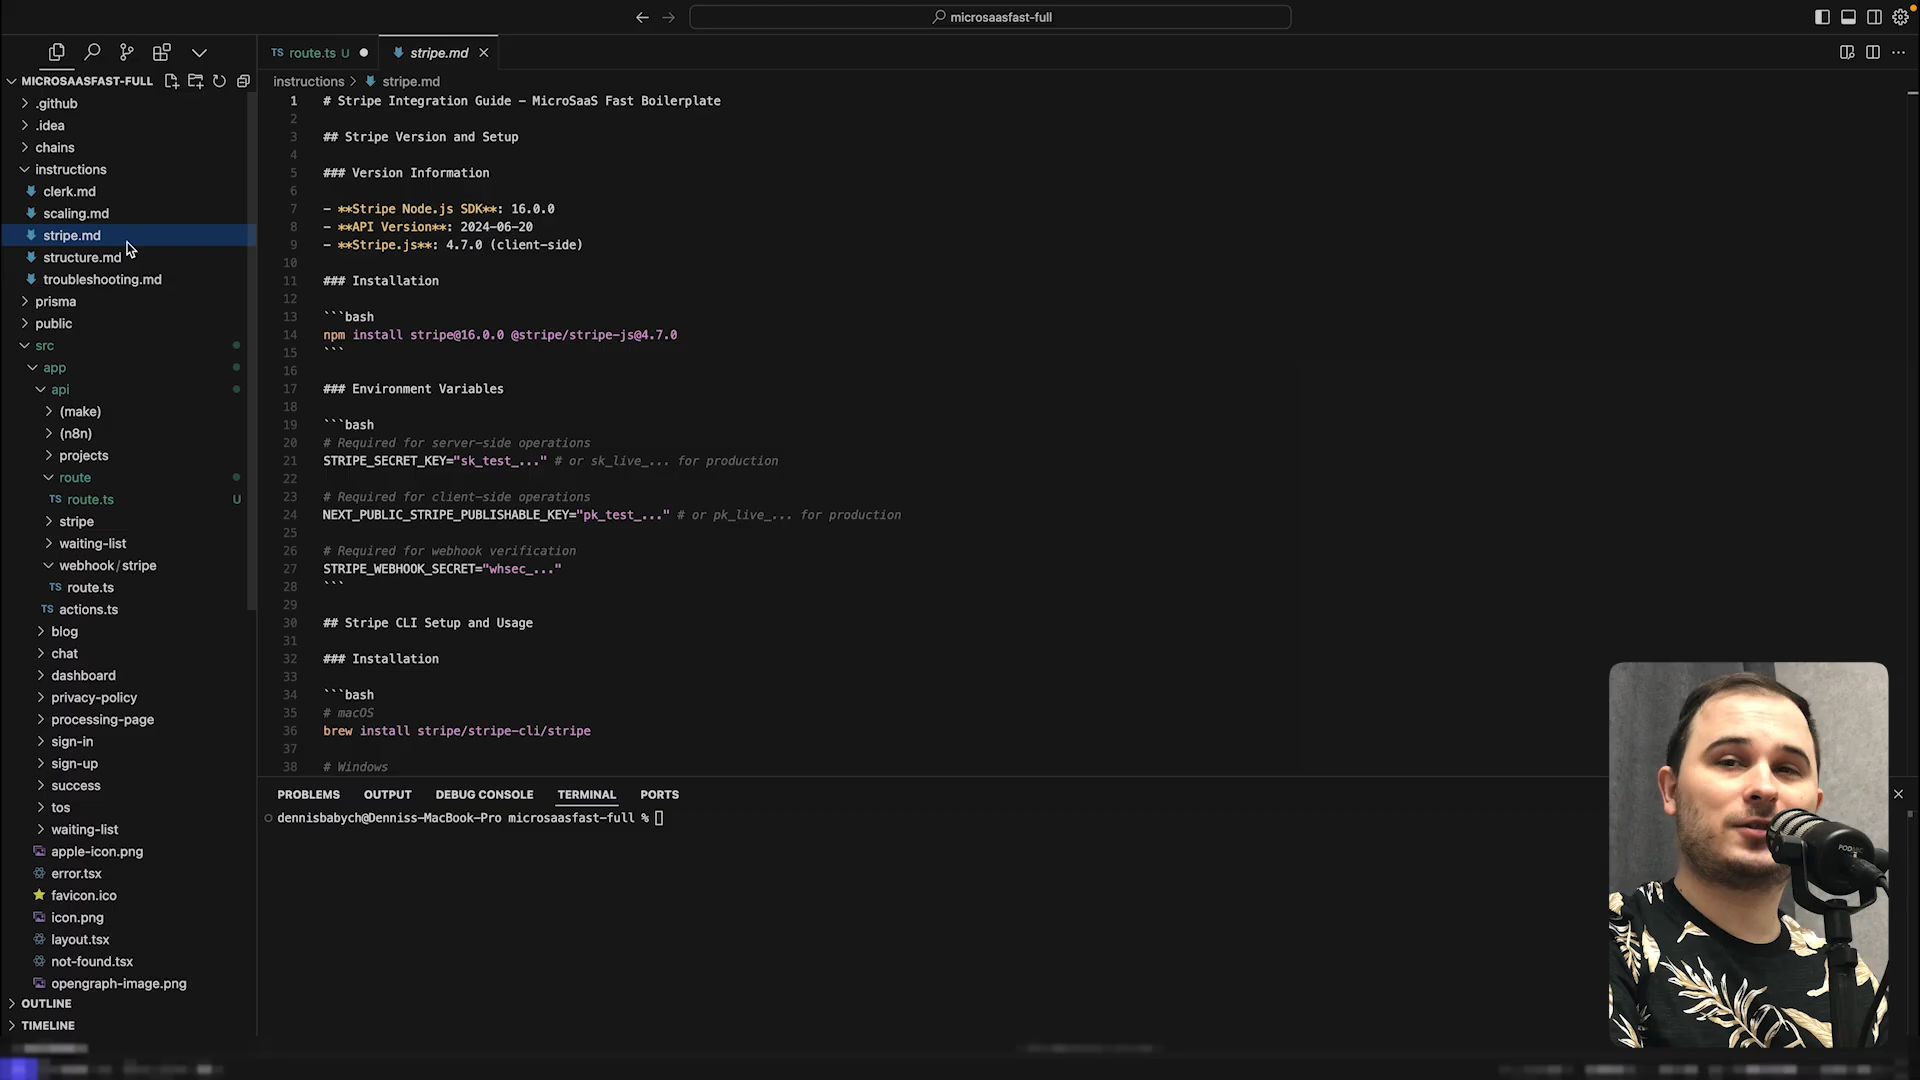 microsaasfast-full
MICROSAASFAST-FULL
.github
.idea
chains
instructions
clerk.md
scaling.md
stripe.md
structure.md
troubleshooting.md
prisma
public
src
app
api
(make)
(n8n)
projects
route
TS route.ts U
stripe
waiting-list
webhook/stripe
TS route.ts
TS actions.ts
blog
chat
dashboard
privacy-policy
processing-page
sign-in
sign-up
success
tos
waiting-list
apple-icon.png
error.tsx
favicon.ico
icon.png
layout.tsx
not-found.tsx
opengraph-image.png
OUTLINE
TIMELINE
TS route.ts U
stripe.md
instructions > stripe.md
1 # Stripe Integration Guide - MicroSaaS Fast Boilerplate
2
3 ## Stripe Version and Setup
4
5 ### Version Information
6
7 - **Stripe Node.js SDK**: 16.0.0
8 - **API Version**: 2024-06-20
9 - **Stripe.js**: 4.7.0 (client-side)
10
11 ### Installation
12
13 ```bash
14 npm install stripe@16.0.0 @stripe/stripe-js@4.7.0
15 ```
16
17 ### Environment Variables
18
19 ```bash
20 # Required for server-side operations
21 STRIPE_SECRET_KEY="sk_test_..." # or sk_live_... for production
22
23 # Required for client-side operations
24 NEXT_PUBLIC_STRIPE_PUBLISHABLE_KEY="pk_test_..." # or pk_live_... for production
25
26 # Required for webhook verification
27 STRIPE_WEBHOOK_SECRET="whsec_..."
28 ```
29
30 ## Stripe CLI Setup and Usage
31
32 ### Installation
33
34 ```bash
35 # macOS
36 brew install stripe/stripe-cli/stripe
37
38 # Windows
PROBLEMS OUTPUT DEBUG CONSOLE TERMINAL PORTS
dennisbabych@Denniss-MacBook-Pro microsaasfast-full %